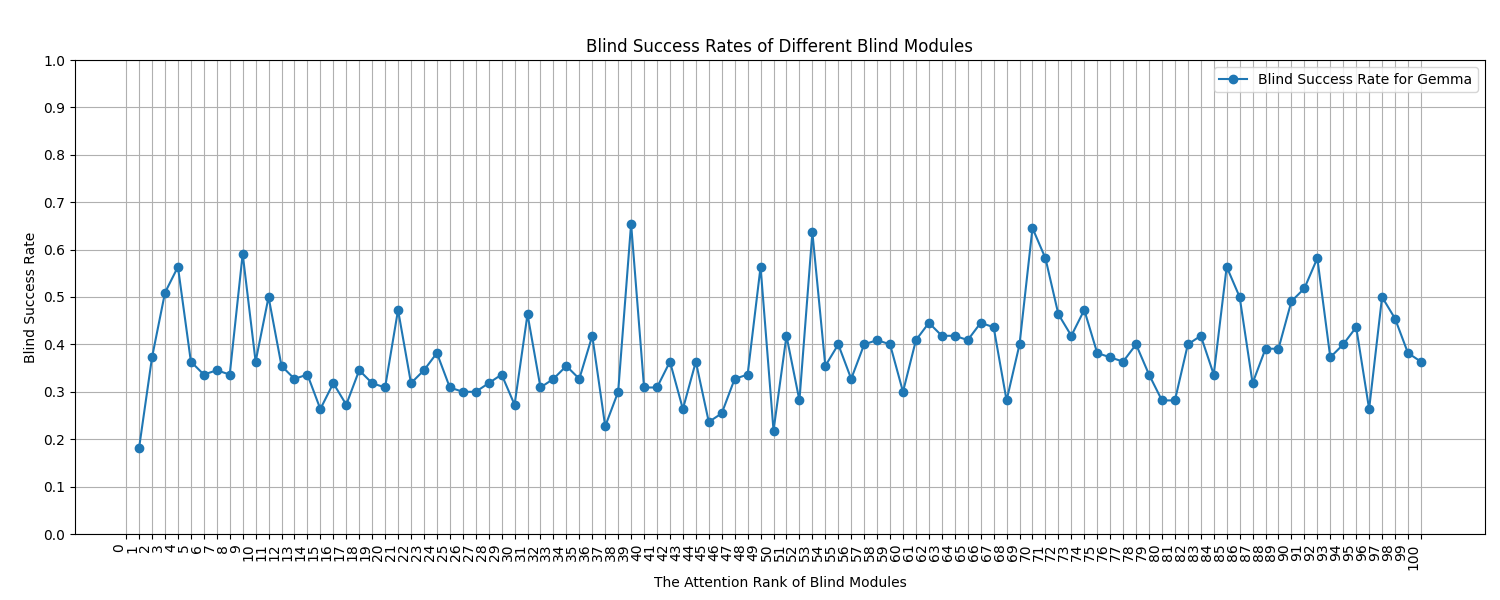 Blind Success Rates of Different Blind Modules
Blind Success Rate for Gemma
Blind Success Rate
1.0
0.9
0.8
0.7
0.6
0.5
0.4
0.3
0.2
0.1
0.0
0 1 2 3 4 5 6 7 8 9 10 11 12 13 14 15 16 17 18 19 20 21 22 23 24 25 26 27 28 29 30 31 32 33 34 35 36 37 38 39 40 41 42 43 44 45 46 47 48 49 50 51 52 53 54 55 56 57 58 59 60 61 62 63 64 65 66 67 68 69 70 71 72 73 74 75 76 77 78 79 80 81 82 83 84 85 86 87 88 89 90 91 92 93 94 95 96 97 98 99 100
The Attention Rank of Blind Modules